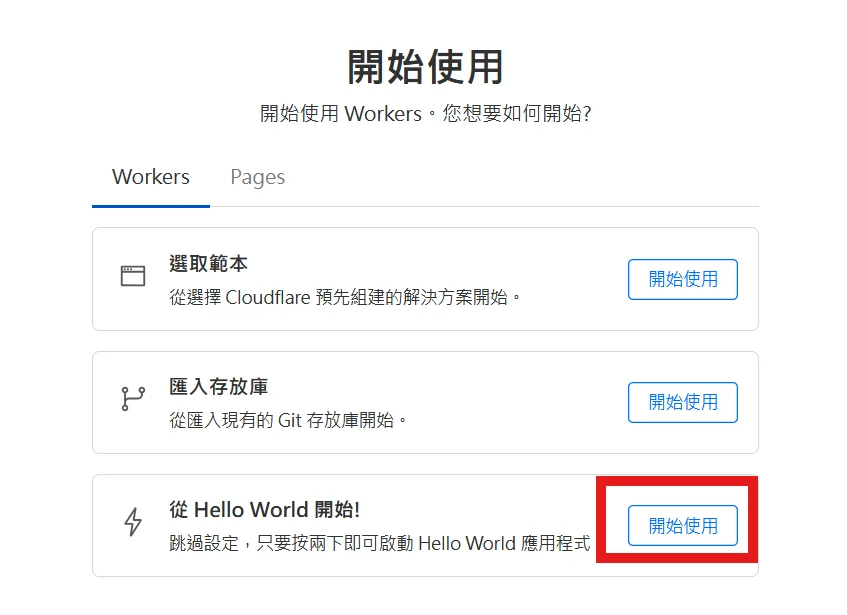 開始使用
開始使用 Workers。您想要如何開始?
Workers
Pages
選取範本
從選擇 Cloudflare 預先組建的解決方案開始。
開始使用
匯入存放庫
從匯入現有的 Git 存放庫開始。
開始使用
從 Hello World 開始!
跳過設定，只要按兩下即可啟動 Hello World 應用程式
開始使用